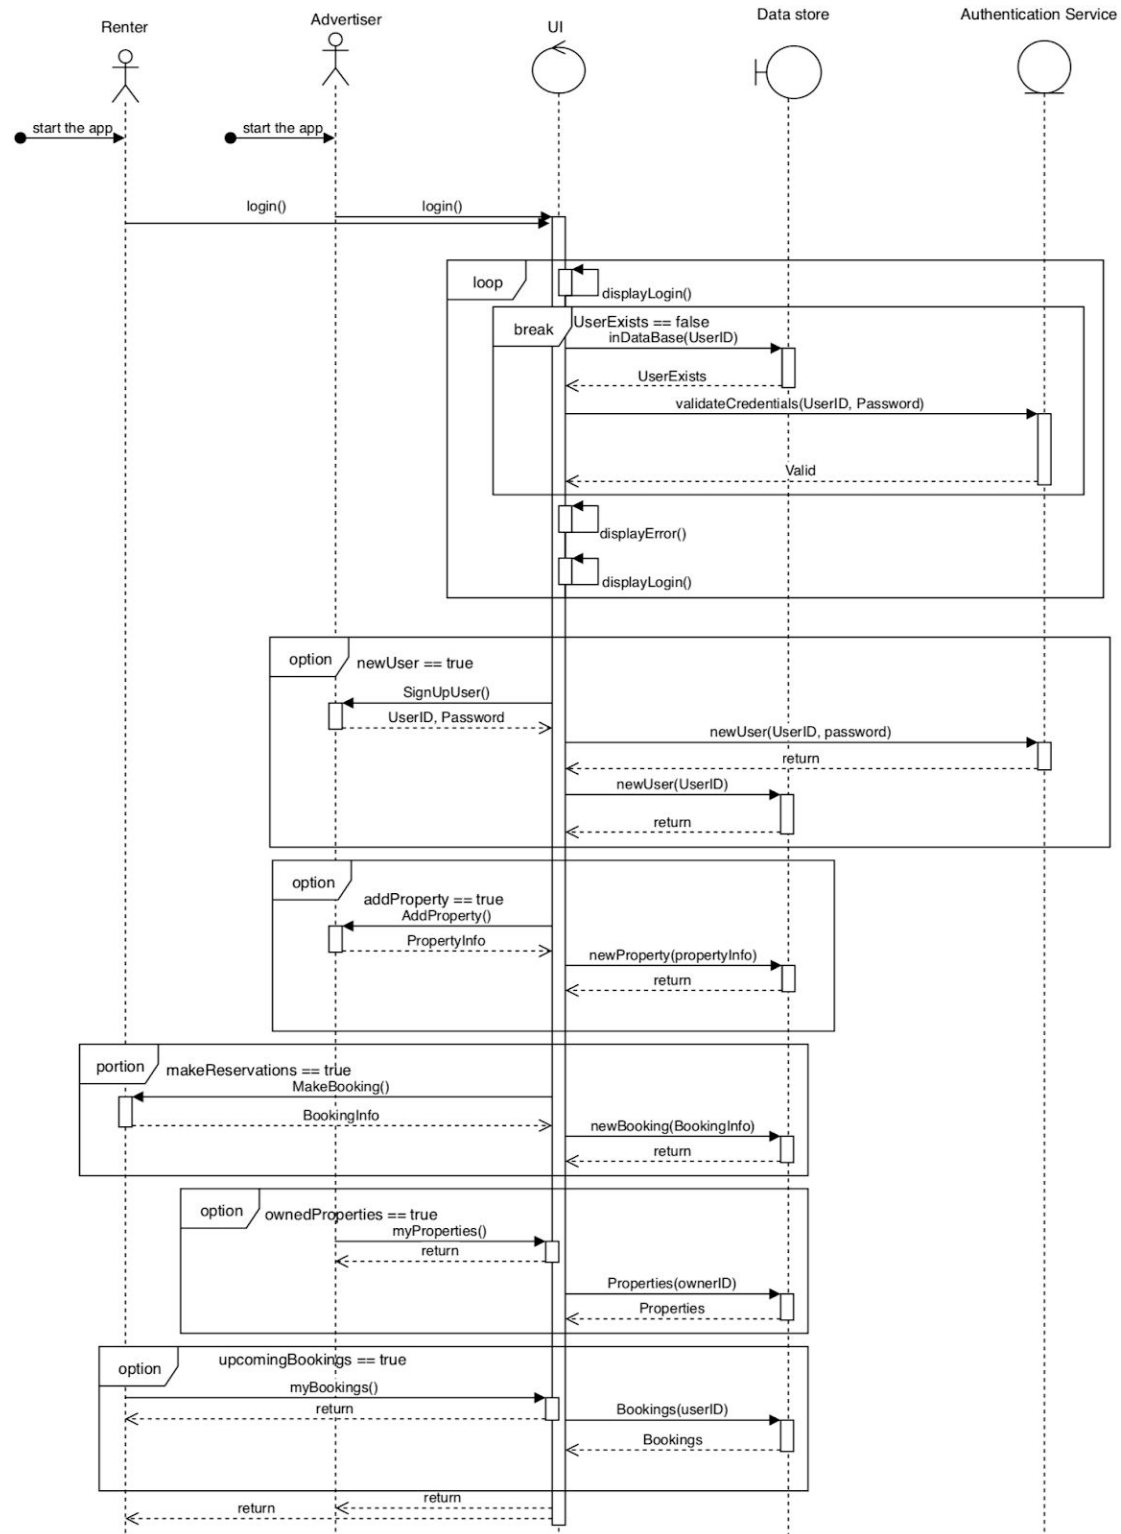 Renter
Advertiser
UI
Data store
Authentication Service
start the app
start the app
login()
login()
loop
displayLogin()
break
UserExists == false
inDataBase(UserID)
UserExists
validateCredentials(UserID, Password)
Valid
displayError()
displayLogin()
option
newUser == true
SignUpUser()
UserID, Password
newUser(UserID, password)
return
newUser(UserID)
return
option
addProperty == true
AddProperty()
PropertyInfo
newProperty(propertyInfo)
return
portion
makeReservations == true
MakeBooking()
BookingInfo
newBooking(BookingInfo)
return
option
ownedProperties == true
myProperties()
return
Properties(ownerID)
Properties
option
upcomingBookings == true
myBookings()
return
Bookings(userID)
Bookings
return
return